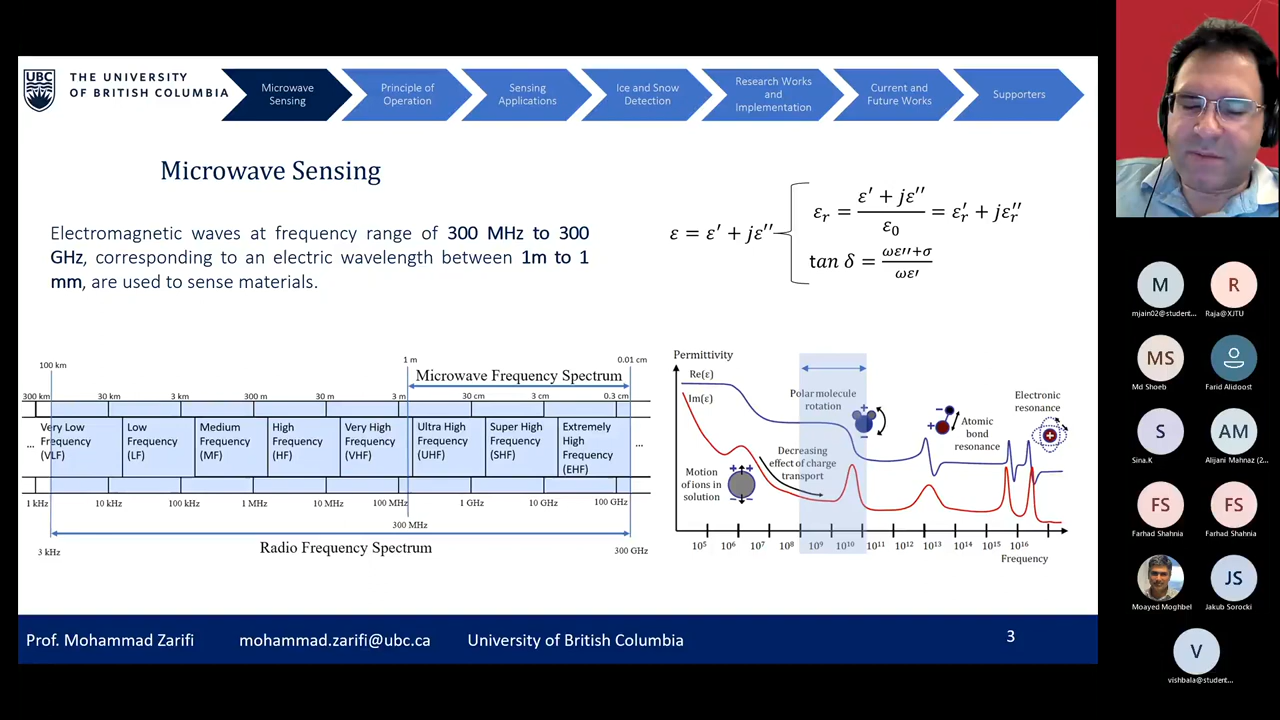 UBC
THE UNIVERSITY
OF BRITISH COLUMBIA
Microwave
Sensing
Principle of
Operation
Sensing
Applications
Ice and Snow
Detection
Research Works
and
Implementation
Current and
Future Works
Supporters
Microwave Sensing
Electromagnetic waves at frequency range of 300 MHz to 300
GHz, corresponding to an electric wavelength between 1m to 1
mm, are used to sense materials.
ε = ε′ + jε′′
εr = (ε′ + jε′′)/ε0 = εr′ + jεr′′
tan δ = (ωε′′+σ)/(ωε′)
100 km
1 m
0.01 cm
Microwave Frequency Spectrum
300 km 30 km 3 km 300 m 30 m 3 m 30 cm 3 cm 0.3 cm
...
Very Low
Frequency
(VLF)
Low
Frequency
(LF)
Medium
Frequency
(MF)
High
Frequency
(HF)
Very High
Frequency
(VHF)
Ultra High
Frequency
(UHF)
Super High
Frequency
(SHF)
Extremely
High
Frequency
(EHF)
...
1 kHz 10 kHz 100 kHz 1 MHz 10 MHz 100 MHz 1 GHz 10 GHz 100 GHz
300 MHz
Radio Frequency Spectrum
3 kHz
300 GHz
Permittivity
Re(ε)
Im(ε)
Polar molecule
rotation
Electronic
resonance
Atomic
bond
resonance
Decreasing
effect of charge
transport
Motion
of ions in
solution
10⁵ 10⁶ 10⁷ 10⁸ 10⁹ 10¹⁰ 10¹¹ 10¹² 10¹³ 10¹⁴ 10¹⁵ 10¹⁶
Frequency
Prof. Mohammad Zarifi mohammad.zarifi@ubc.ca University of British Columbia 3
M
mjain02@student...
R
Raja@XJTU
MS
Md Shoeb
Farid Alidoost
S
Sina.K
AM
Alijani Mahnaz (2...
FS
Farhad Shahnia
FS
Farhad Shahnia
Moayed Moghbel
JS
Jakub Sorocki
V
vishbala@student...